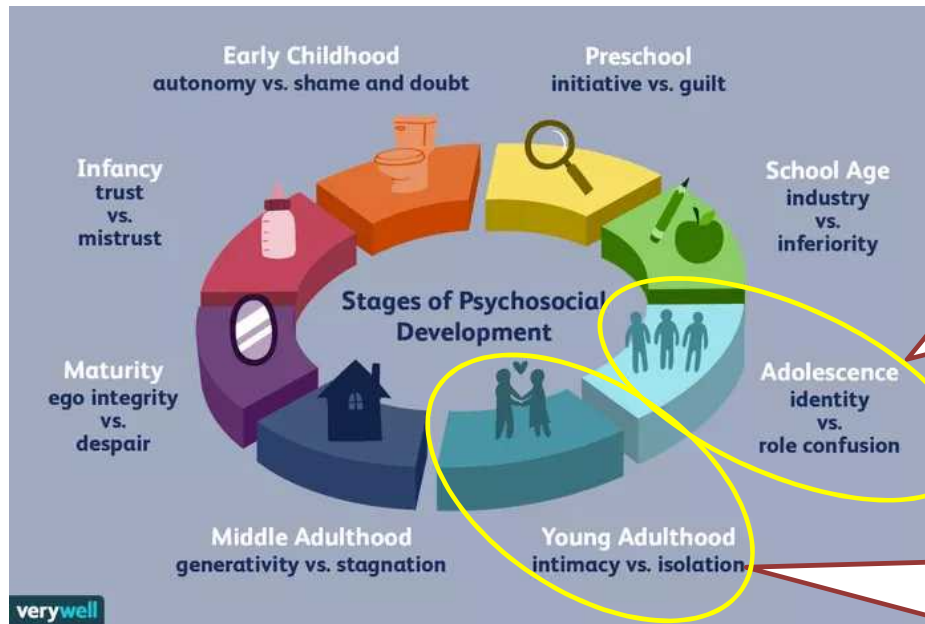 Early Childhood
autonomy vs. shame and doubt
Preschool
initiative vs. guilt
Infancy
trust
vs.
mistrust
School Age
industry
vs.
inferiority
Stages of Psychosocial
Development
Maturity
ego integrity
vs.
despair
Adolescence
identity
vs.
role confusion
Middle Adulthood
generativity vs. stagnation
Young Adulthood
intimacy vs. isolation
verywell